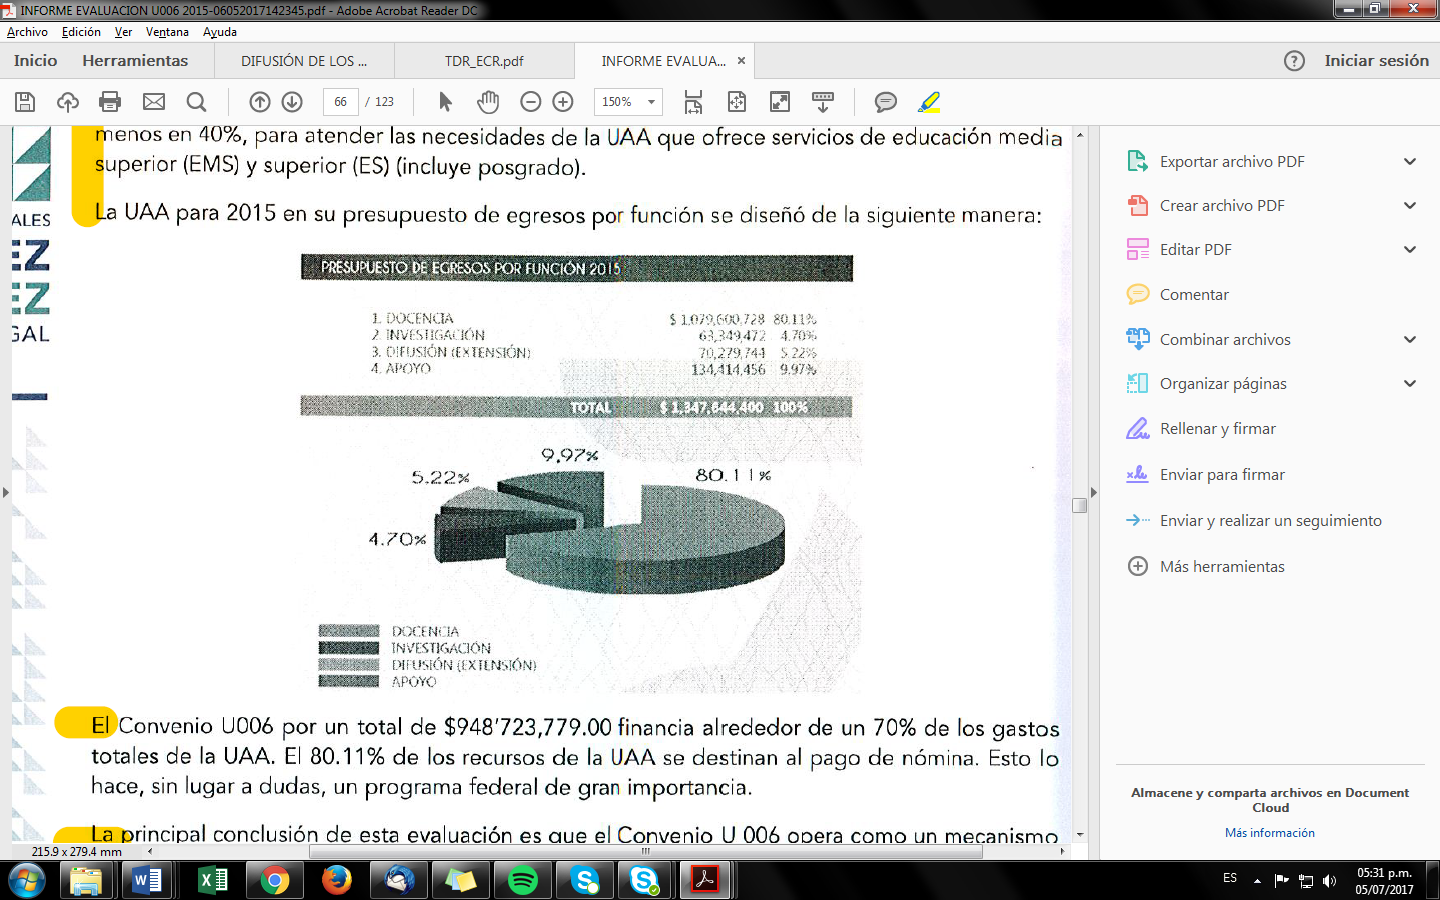 INFORME EVALUACION U006 2015-06052017142345.pdf - Adobe Acrobat Reader DC
Archivo Edición Ver Ventana Ayuda
Inicio Herramientas DIFUSIÓN DE LOS ... TDR_ECR.pdf INFORME EVALUA... × Iniciar sesión
66 / 123 150%
menos en 40%, para atender las necesidades de la UAA que ofrece servicios de educación media
superior (EMS) y superior (ES) (incluye posgrado).
La UAA para 2015 en su presupuesto de egresos por función se diseñó de la siguiente manera:
ALES
EZ
EZ
GAL
PRESUPUESTO DE EGRESOS POR FUNCIÓN 2015
1. DOCENCIA $ 1,079,600,728 80.11%
2. INVESTIGACIÓN 63,349,472 4.70%
3. DIFUSIÓN (EXTENSIÓN) 70,279,744 5.22%
4. APOYO 134,414,456 9.97%
TOTAL $ 1,347,644,400 100%
9.97%
5.22%
80.11%
4.70%
DOCENCIA
INVESTIGACIÓN
DIFUSIÓN (EXTENSIÓN)
APOYO
El Convenio U006 por un total de $948'723,779.00 financia alrededor de un 70% de los gastos
totales de la UAA. El 80.11% de los recursos de la UAA se destinan al pago de nómina. Esto lo
hace, sin lugar a dudas, un programa federal de gran importancia.
La principal conclusión de esta evaluación es que el Convenio U 006 opera como un mecanismo
215.9 x 279.4 mm
Exportar archivo PDF
Crear archivo PDF
Editar PDF
Comentar
Combinar archivos
Organizar páginas
Rellenar y firmar
Enviar para firmar
Enviar y realizar un seguimiento
Más herramientas
Almacene y comparta archivos en Document
Cloud
Más información
ES
05:31 p.m.
05/07/2017